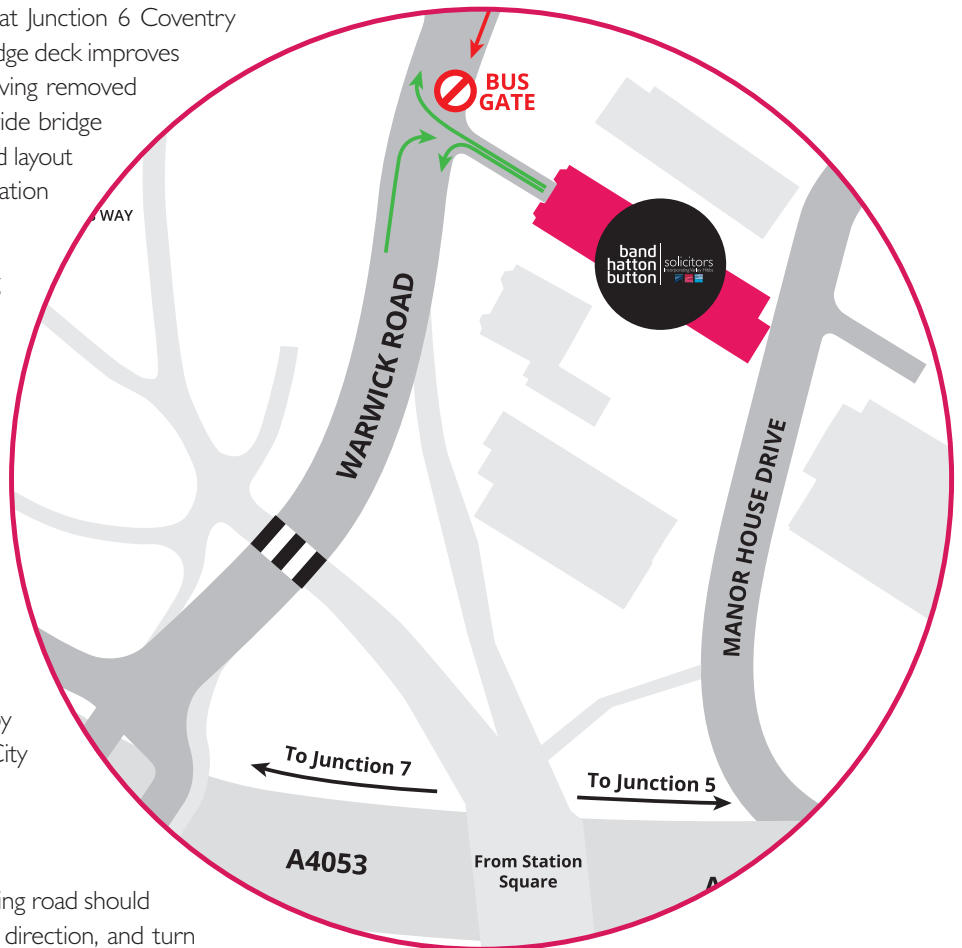 at Junction 6 Coventry
dge deck improves
ving removed
ide bridge
d layout
ation
WAY
BUS
GATE
band
hatton
button
solicitors
WARWICK ROAD
MANOR HOUSE DRIVE
by
City
To Junction 7
To Junction 5
A4053
From Station
Square
A
ing road should
direction, and turn